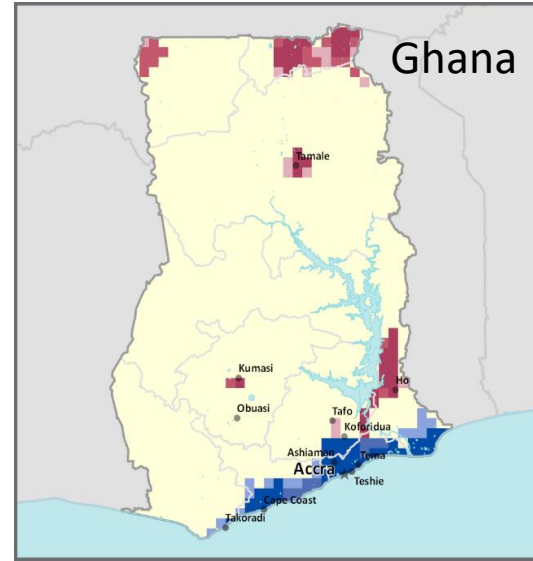 Ghana
Tamale
Kumasi
Ho
Obuasi
Tafo
Koforidua
Ashiaman
Tema
Accra
Teshie
Cape Coast
Takoradi